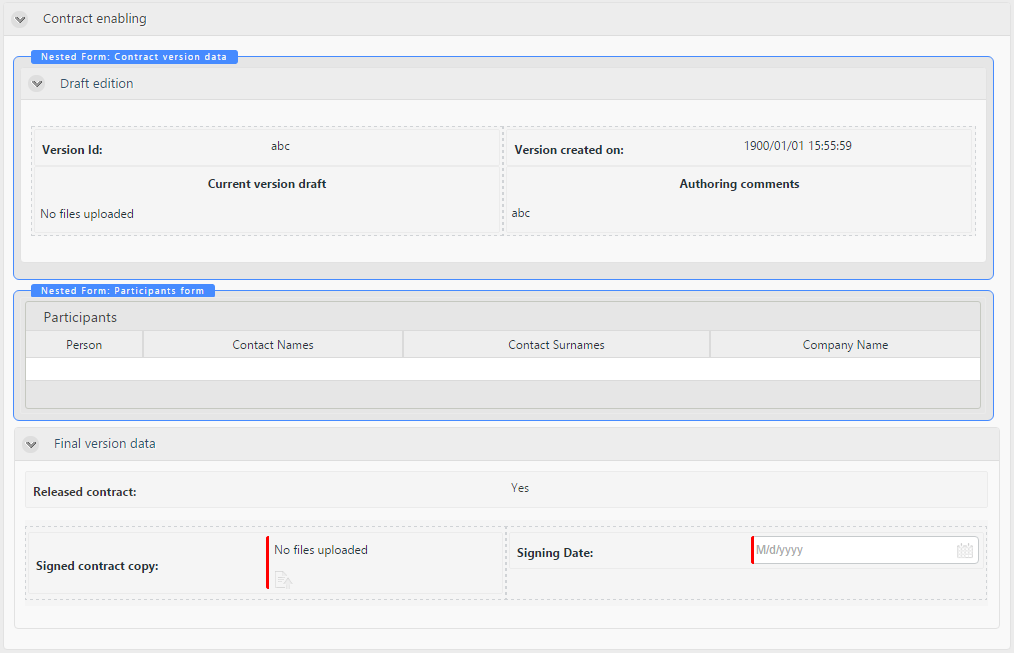 Contract enabling
Nested Form: Contract version data
Draft edition
Version Id:
abc
Version created on:
1900/01/01 15:55:59
Current version draft
Authoring comments
No files uploaded
abc
Nested Form: Participants form
Participants
Person
Contact Names
Contact Surnames
Company Name
Final version data
Released contract:
Yes
Signed contract copy:
No files uploaded
Signing Date:
M/d/yyyy